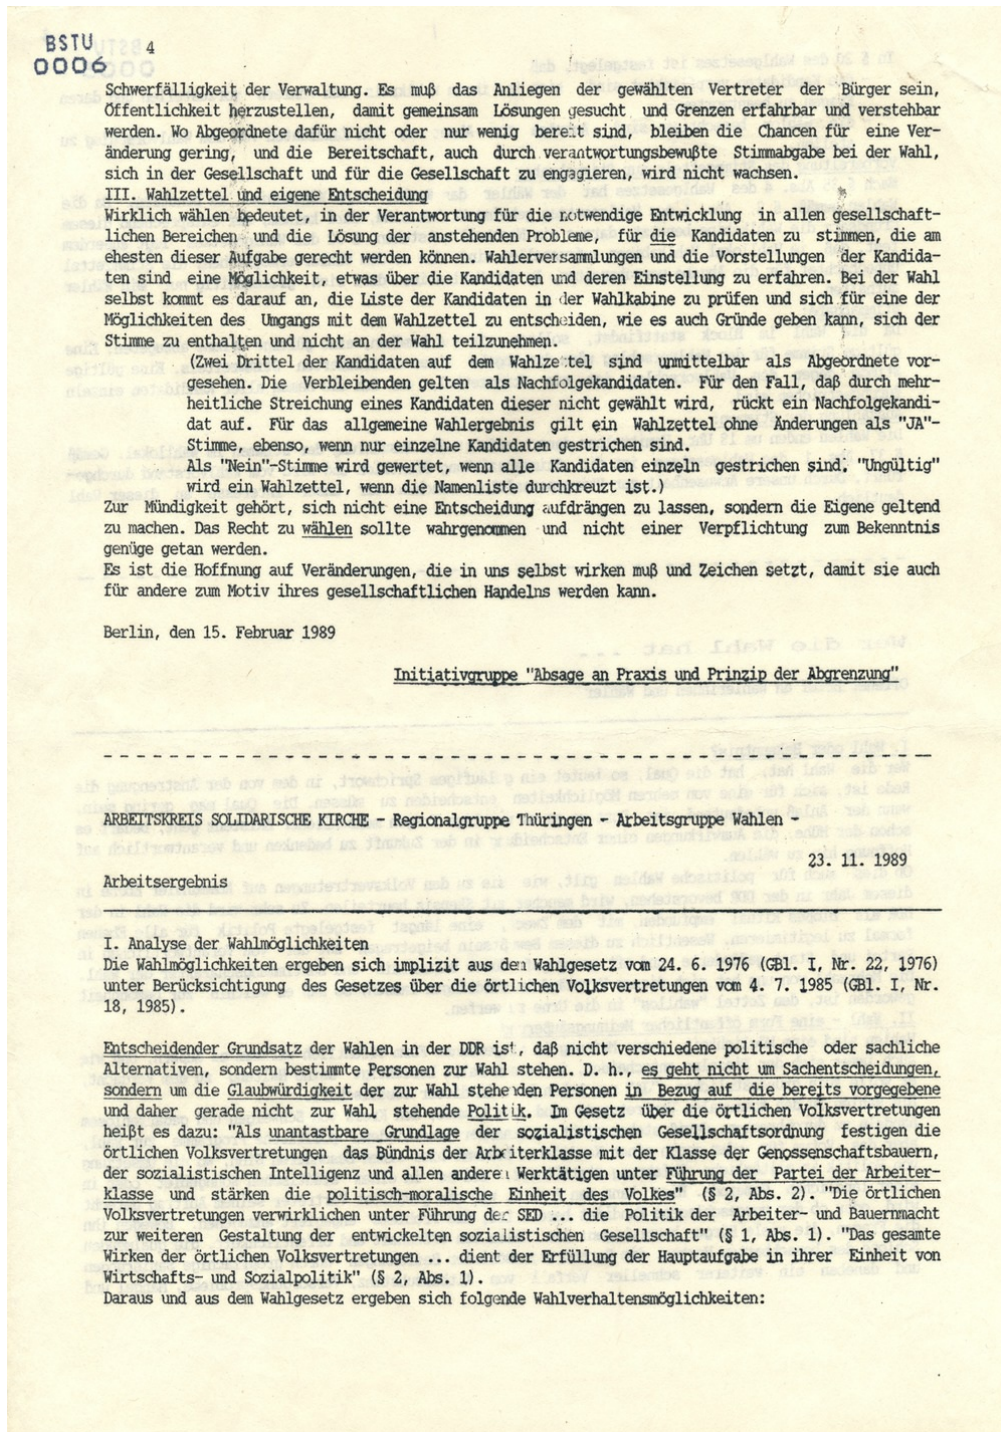 BSTU
0006
4
Schwerfälligkeit der Verwaltung. Es muß das Anliegen der gewählten Vertreter der Bürger sein,
Öffentlichkeit herzustellen, damit gemeinsam Lösungen gesucht und Grenzen erfahrbar und verstehbar
werden. Wo Abgeordnete dafür nicht oder nur wenig bereit sind, bleiben die Chancen für eine Ver-
änderung gering, und die Bereitschaft, auch durch verantwortungsbewußte Stimmabgabe bei der Wahl,
sich in der Gesellschaft und für die Gesellschaft zu engagieren, wird nicht wachsen.
III. Wahlzettel und eigene Entscheidung
Wirklich wählen bedeutet, in der Verantwortung für die notwendige Entwicklung in allen gesellschaft-
lichen Bereichen und die Lösung der anstehenden Probleme, für die Kandidaten zu stimmen, die am
ehesten dieser Aufgabe gerecht werden können. Wahlerversammlungen und die Vorstellungen der Kandida-
ten sind eine Möglichkeit, etwas über die Kandidaten und deren Einstellung zu erfahren. Bei der Wahl
selbst kommt es darauf an, die Liste der Kandidaten in der Wahlkabine zu prüfen und sich für eine der
Möglichkeiten des Umgangs mit dem Wahlzettel zu entscheiden, wie es auch Gründe geben kann, sich der
Stimme zu enthalten und nicht an der Wahl teilzunehmen.
(Zwei Drittel der Kandidaten auf dem Wahlzettel sind unmittelbar als Abgeordnete vor-
gesehen. Die Verbleibenden gelten als Nachfolgekandidaten. Für den Fall, daß durch mehr-
heitliche Streichung eines Kandidaten dieser nicht gewählt wird, rückt ein Nachfolgekandi-
dat auf. Für das allgemeine Wahlergebnis gilt ein Wahlzettel ohne Änderungen als "JA"-
Stimme, ebenso, wenn nur einzelne Kandidaten gestrichen sind.
Als "Nein"-Stimme wird gewertet, wenn alle Kandidaten einzeln gestrichen sind. "Ungültig"
wird ein Wahlzettel, wenn die Namenliste durchkreuzt ist.)
Zur Mündigkeit gehört, sich nicht eine Entscheidung aufdrängen zu lassen, sondern die Eigene geltend
zu machen. Das Recht zu wählen sollte wahrgenommen und nicht einer Verpflichtung zum Bekenntnis
genüge getan werden.
Es ist die Hoffnung auf Veränderungen, die in uns selbst wirken muß und Zeichen setzt, damit sie auch
für andere zum Motiv ihres gesellschaftlichen Handelns werden kann.
Berlin, den 15. Februar 1989
Initiativgruppe "Absage an Praxis und Prinzip der Abgrenzung"
ARBEITSKREIS SOLIDARISCHE KIRCHE - Regionalgruppe Thüringen - Arbeitsgruppe Wahlen -
23. 11. 1989
Arbeitsergebnis
I. Analyse der Wahlmöglichkeiten
Die Wahlmöglichkeiten ergeben sich implizit aus den Wahlgesetz vom 24. 6. 1976 (GBl. I, Nr. 22, 1976)
unter Berücksichtigung des Gesetzes über die örtlichen Volksvertretungen vom 4. 7. 1985 (GBl. I, Nr.
18, 1985).
Entscheidender Grundsatz der Wahlen in der DDR ist, daß nicht verschiedene politische oder sachliche
Alternativen, sondern bestimmte Personen zur Wahl stehen. D. h., es geht nicht um Sachentscheidungen,
sondern um die Glaubwürdigkeit der zur Wahl stehenden Personen in Bezug auf die bereits vorgegebene
und daher gerade nicht zur Wahl stehende Politik. Im Gesetz über die örtlichen Volksvertretungen
heißt es dazu: "Als unantastbare Grundlage der sozialistischen Gesellschaftsordnung festigen die
örtlichen Volksvertretungen das Bündnis der Arbeiterklasse mit der Klasse der Genossenschaftsbauern,
der sozialistischen Intelligenz und allen anderen Werktätigen unter Führung der Partei der Arbeiter-
klasse und stärken die politisch-moralische Einheit des Volkes" (§ 2, Abs. 2). "Die örtlichen
Volksvertretungen verwirklichen unter Führung der SED ... die Politik der Arbeiter- und Bauernmacht
zur weiteren Gestaltung der entwickelten sozialistischen Gesellschaft" (§ 1, Abs. 1). "Das gesamte
Wirken der örtlichen Volksvertretungen ... dient der Erfüllung der Hauptaufgabe in ihrer Einheit von
Wirtschafts- und Sozialpolitik" (§ 2, Abs. 1).
Daraus und aus dem Wahlgesetz ergeben sich folgende Wahlverhaltensmöglichkeiten: